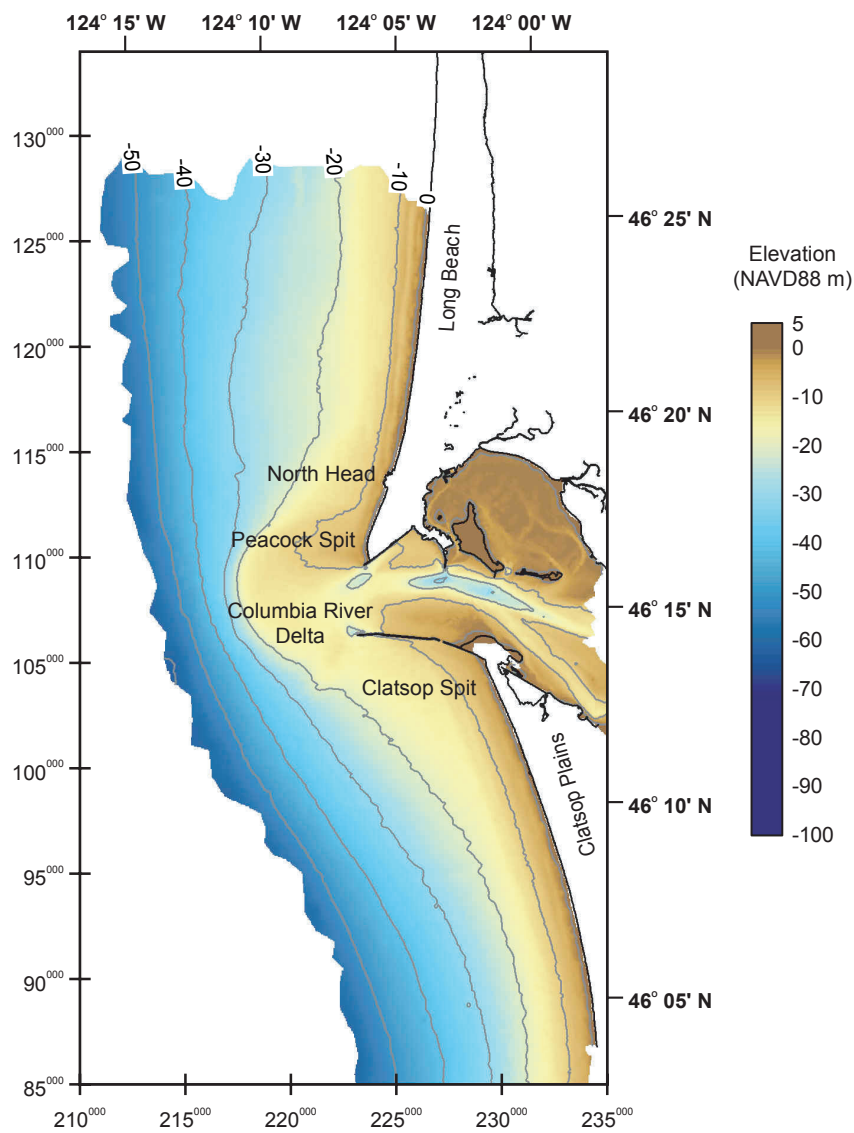 124° 15' W 124° 10' W 124° 05' W 124° 00' W
130000
125000
120000
115000
110000
105000
100000
95000
90000
85000
-50
-40
-30
-20
-10
0
Long Beach
North Head
Peacock Spit
Columbia River
Delta
Clatsop Spit
Clatsop Plains
46° 25' N
46° 20' N
46° 15' N
46° 10' N
46° 05' N
210000 215000 220000 225000 230000 235000
Elevation
(NAVD88 m)
5
0
-10
-20
-30
-40
-50
-60
-70
-80
-90
-100